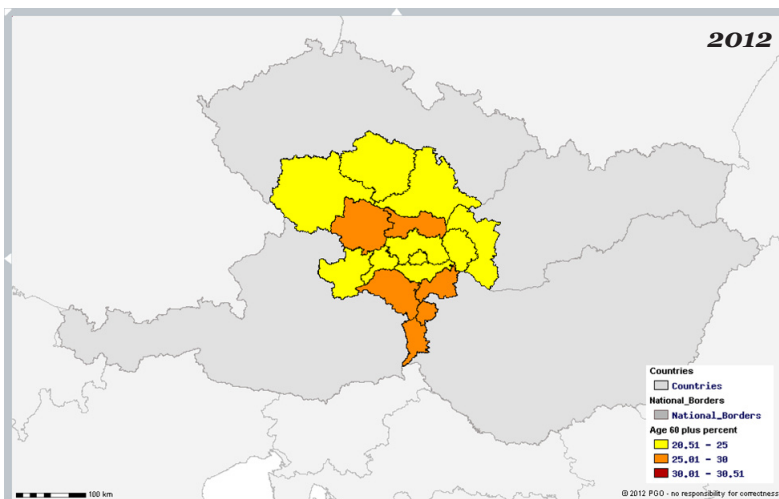 2012
Countries
Countries
National_Borders
National_Borders
Age 60 plus percent
20.51 - 25
25.01 - 30
30.01 - 30.51
100 km
© 2012 PGO - no responsibility for correctness